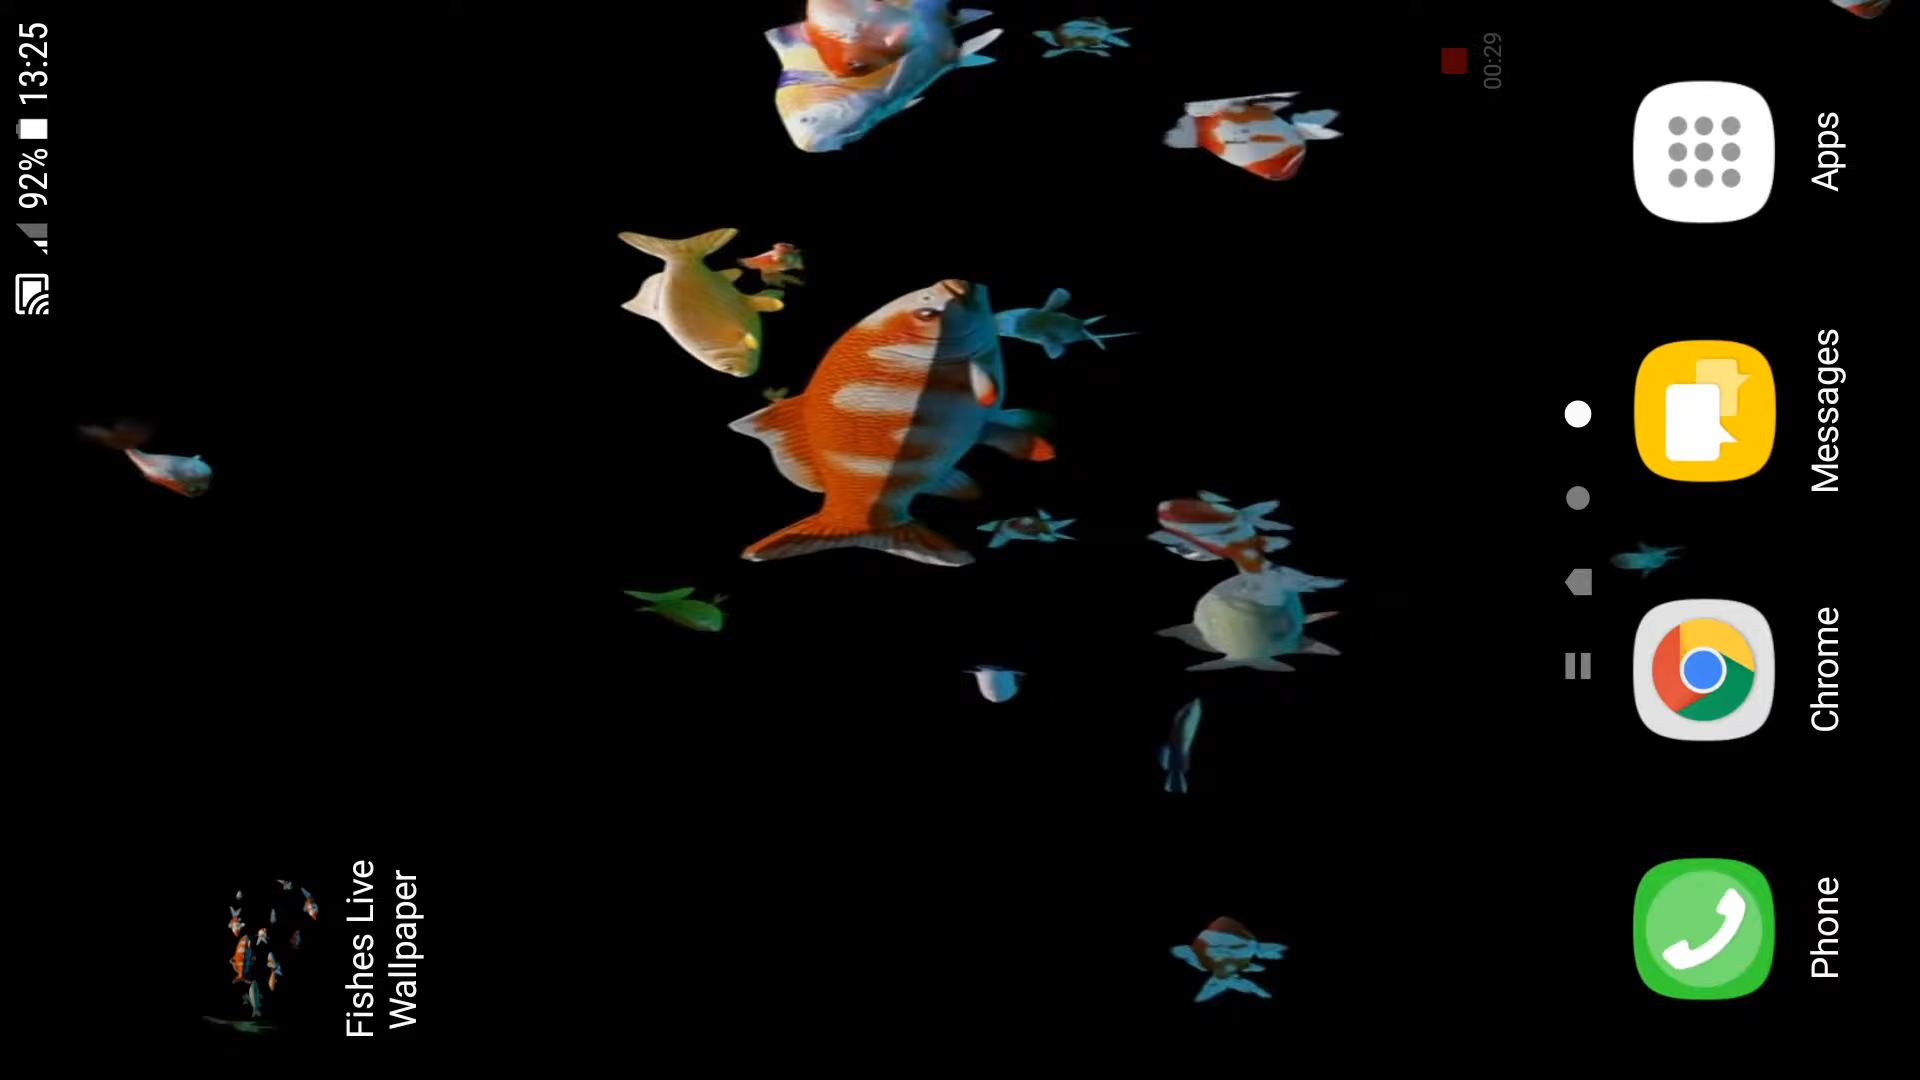 92% 13:25
Fishes Live
Wallpaper
00:29
Phone
Chrome
Messages
Apps